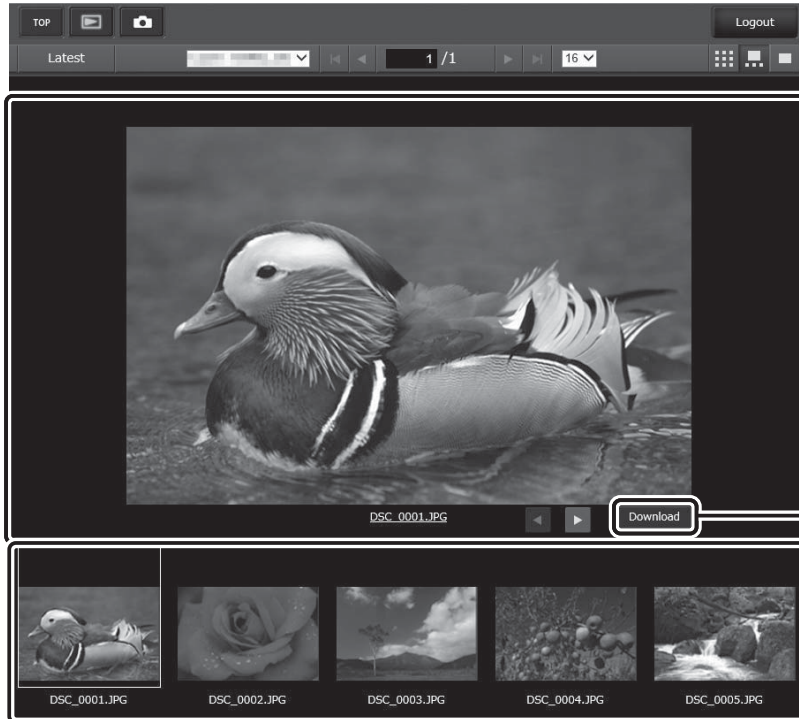 TOP
Logout
Latest 1 /1 16
DSC_0001.JPG
Download
DSC_0001.JPG DSC_0002.JPG DSC_0003.JPG DSC_0004.JPG DSC_0005.JPG